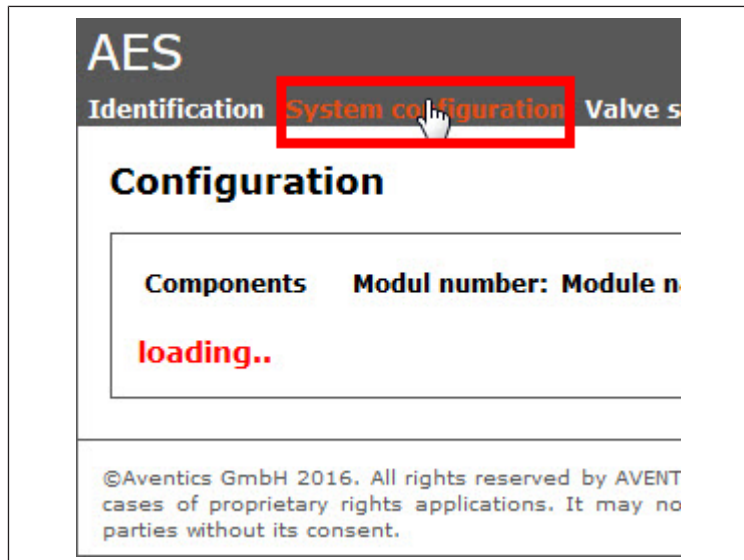 AES
Identification System configuration Valve s
Configuration
Components Modul number: Module n
loading..
©Aventics GmbH 2016. All rights reserved by AVENT
cases of proprietary rights applications. It may no
parties without its consent.